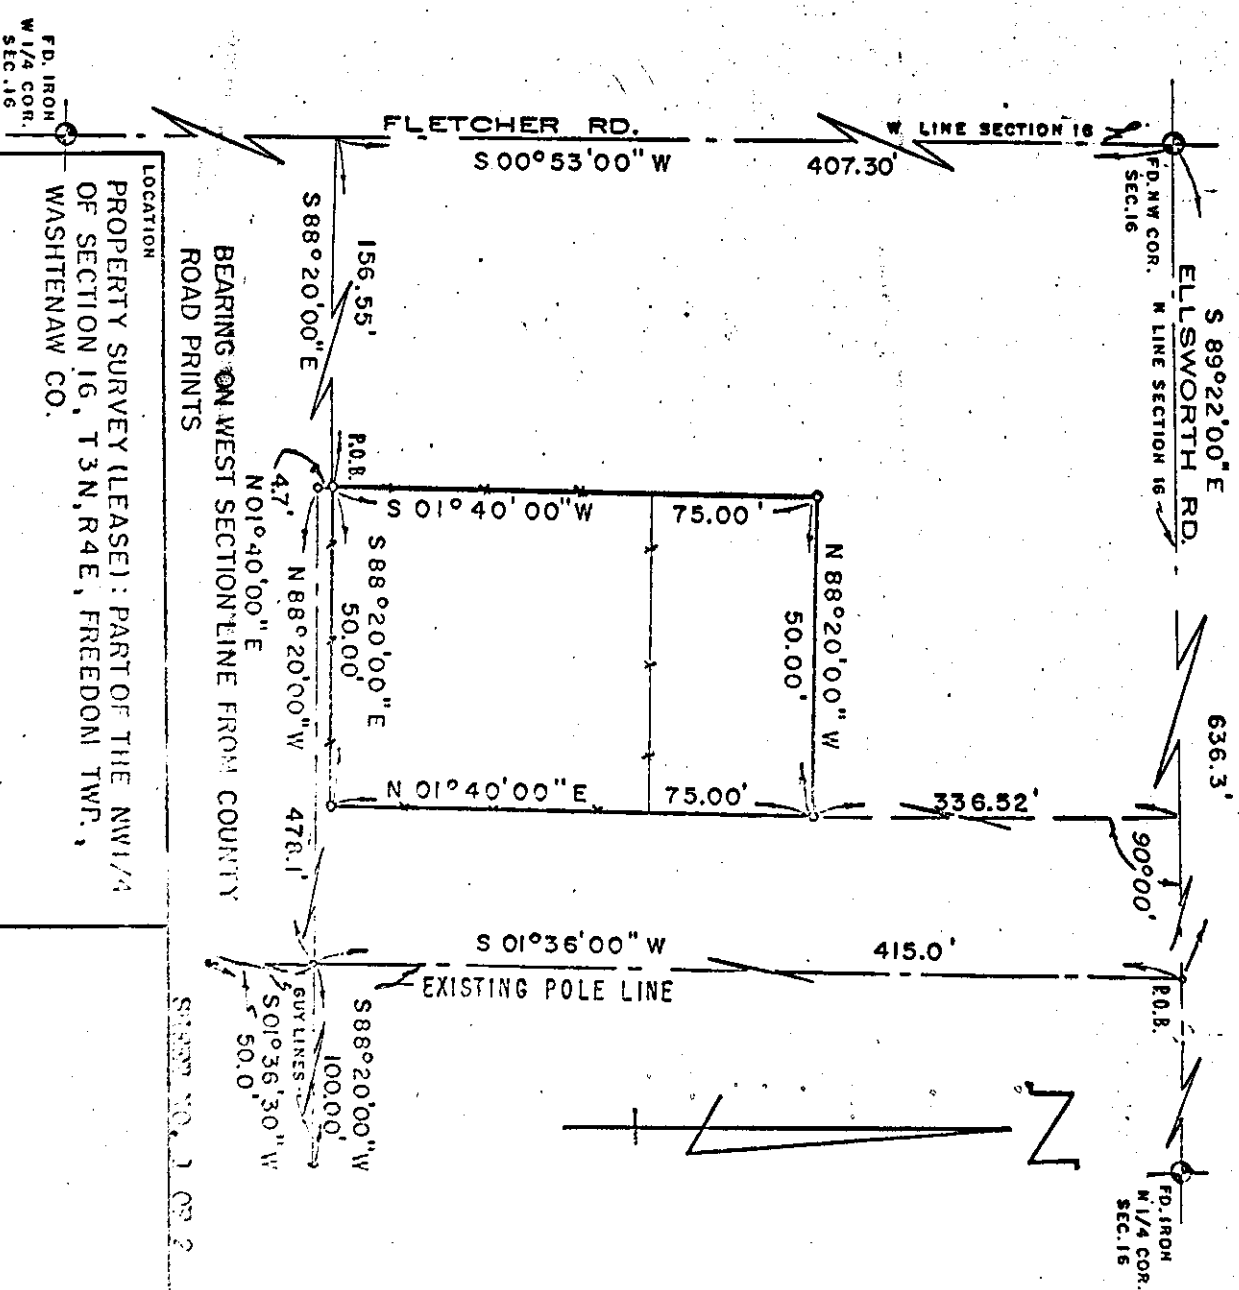 S 89°22'00" E
ELLSWORTH RD.
N LINE SECTION 16
636.3'
FD. NW COR.
SEC.16
FD. IRON
N 1/4 COR.
SEC. 16
P.O.B.
90°00'
W LINE SECTION 16
407.30'
FLETCHER RD.
S 00°53'00" W
336.52'
415.0'
S 01°36'00" W
EXISTING POLE LINE
N 88°20'00" W
50.00'
75.00'
S 01°40'00" W
75.00'
N 01°40'00" E
156.55'
S 88°20'00" E
P.O.B.
S 88°20'00" E
50.00'
4.7'
N 01°40'00" E
N 88°20'00" W
478.1'
S 88°20'00" W
100.00'
GUY LINES
S 01°36'30" W
50.0'
BEARING ON WEST SECTION LINE FROM COUNTY
ROAD PRINTS
FD. IRON
W 1/4 COR.
SEC. 16
LOCATION
PROPERTY SURVEY (LEASE): PART OF THE NW1/4
OF SECTION 16, T3N, R4E, FREEDOM TWP.,
WASHTENAW CO.